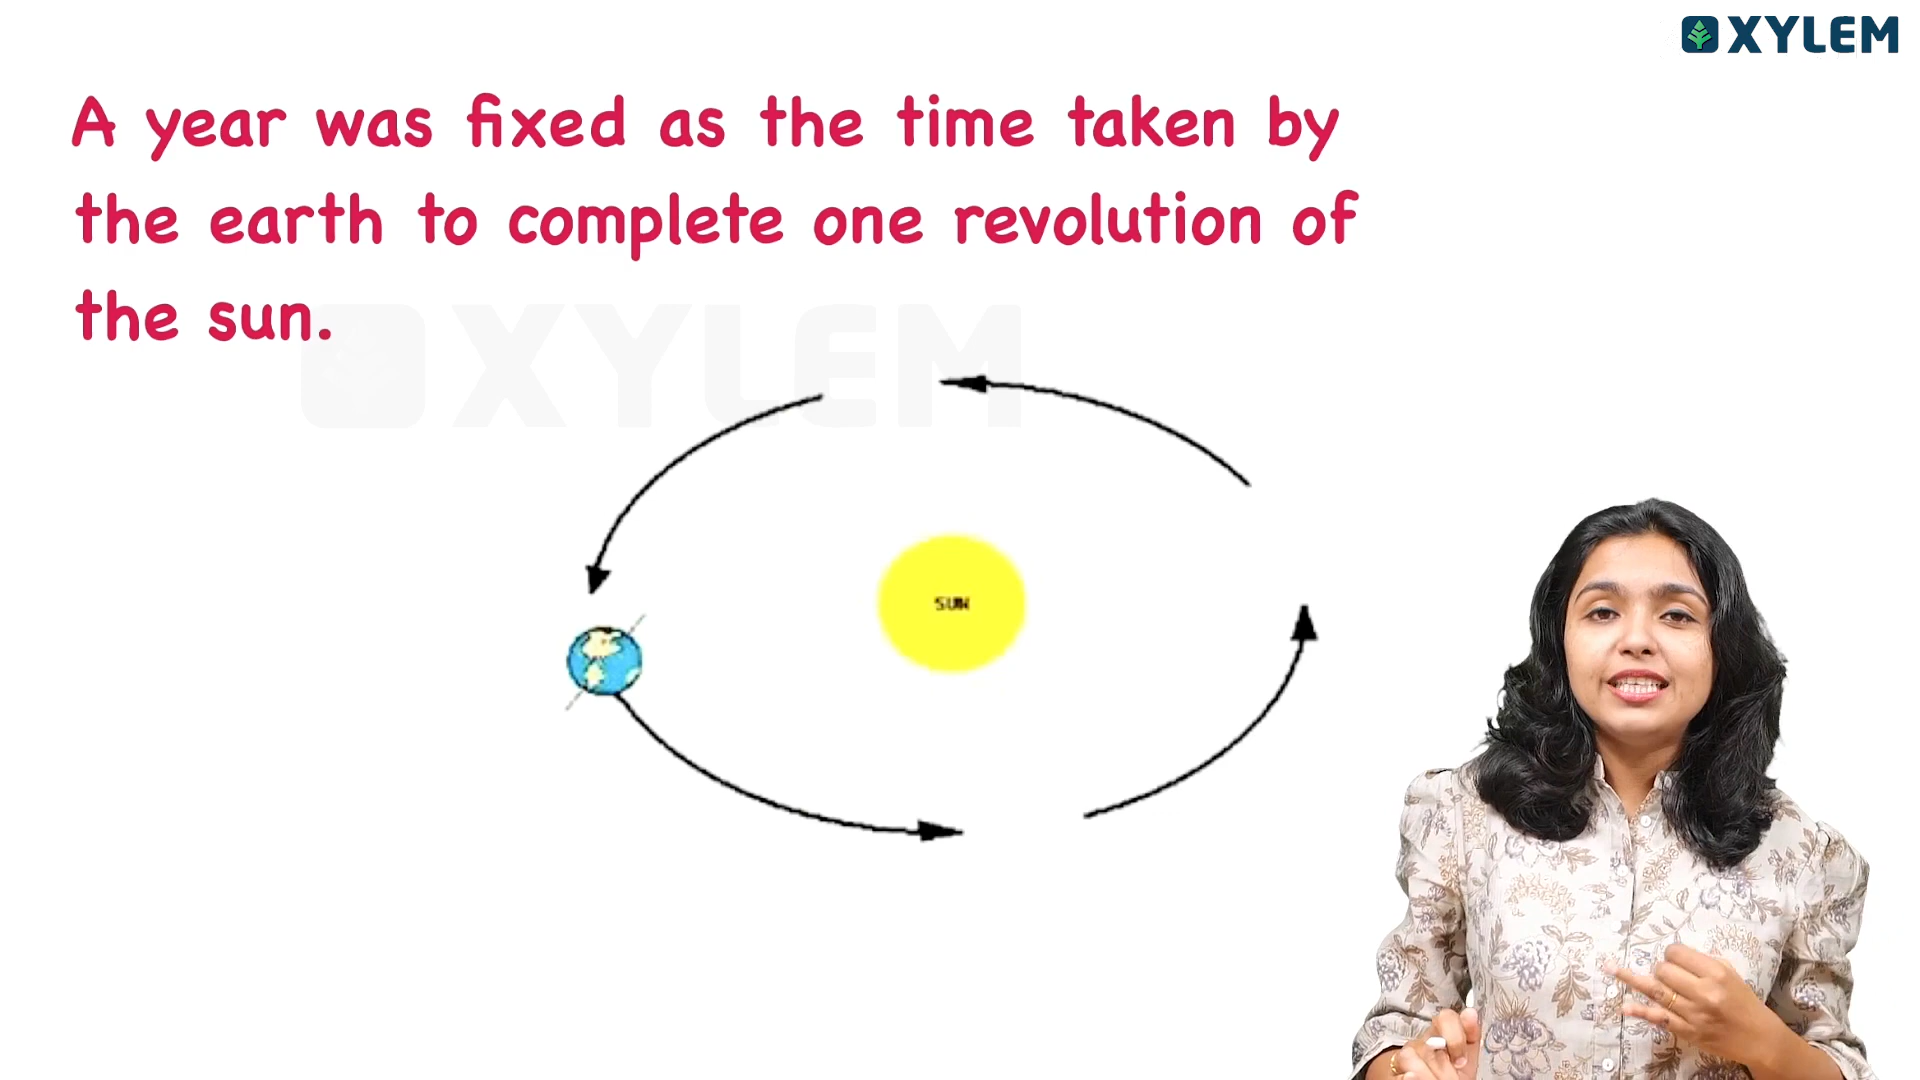 XYLEM
A year was fixed as the time taken by
the earth to complete one revolution of
the sun.
XYLEM
SUN